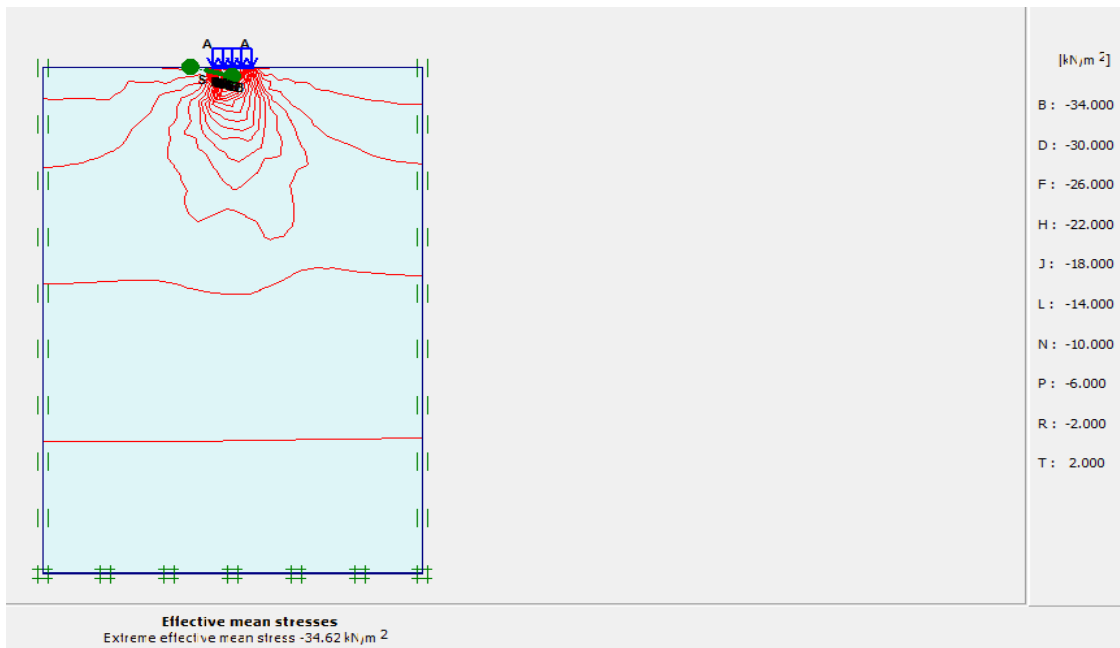 A A
S
[kN/m 2]
B : -34.000
D : -30.000
F : -26.000
H : -22.000
J : -18.000
L : -14.000
N : -10.000
P : -6.000
R : -2.000
T : 2.000
Effective mean stresses
Extreme effective mean stress -34.62 kN/m 2